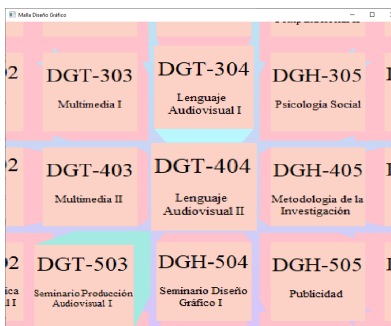 Malla Diseño Gráfico
DGT-303
Multimedia I
DGT-304
Lenguaje
Audiovisual I
DGH-305
Psicología Social
DGT-403
Multimedia II
DGT-404
Lenguaje
Audiovisual II
DGH-405
Metodología de la
Investigación
DGT-503
Seminario Producción
Audiovisual I
DGH-504
Seminario Diseño
Gráfico I
DGH-505
Publicidad